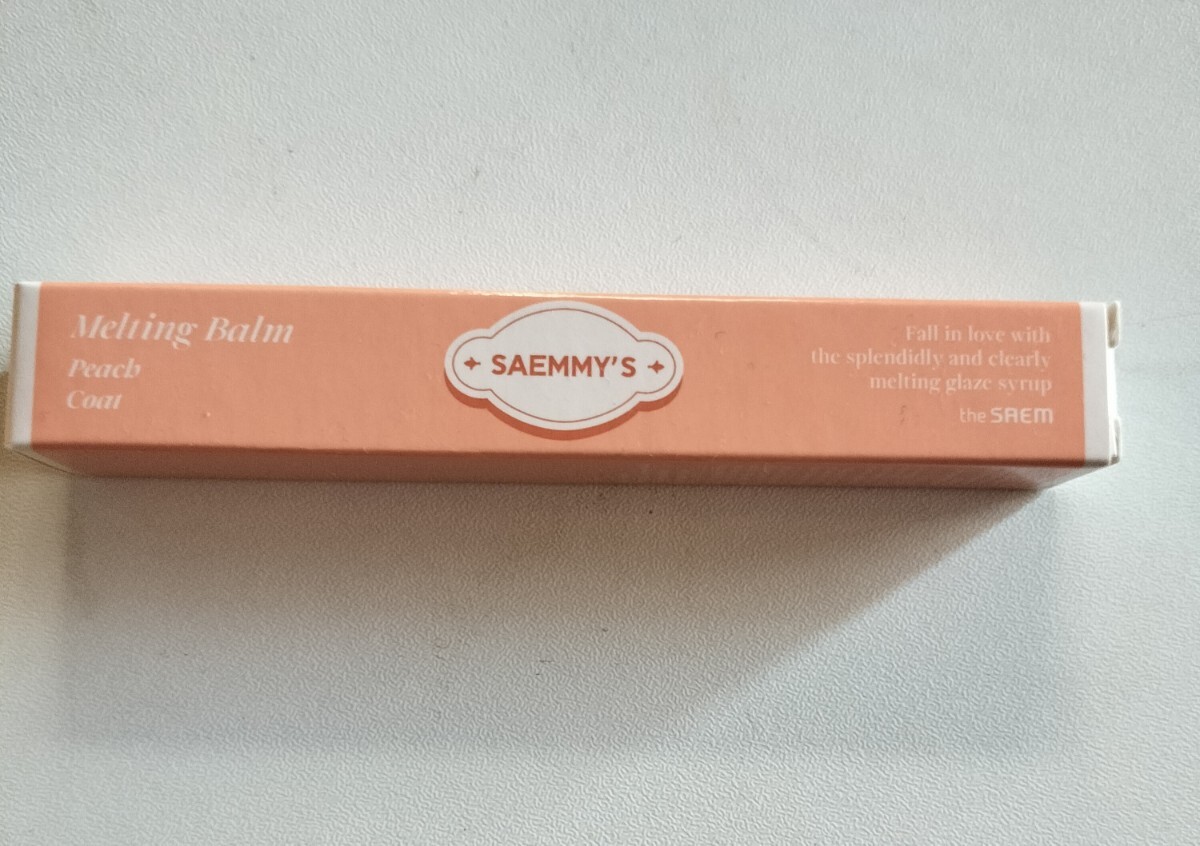 Melting Balm
Peach
Coat
SAEMMY'S
Fall in love with
the splendidly and clearly
melting glaze syrup
the SAEM